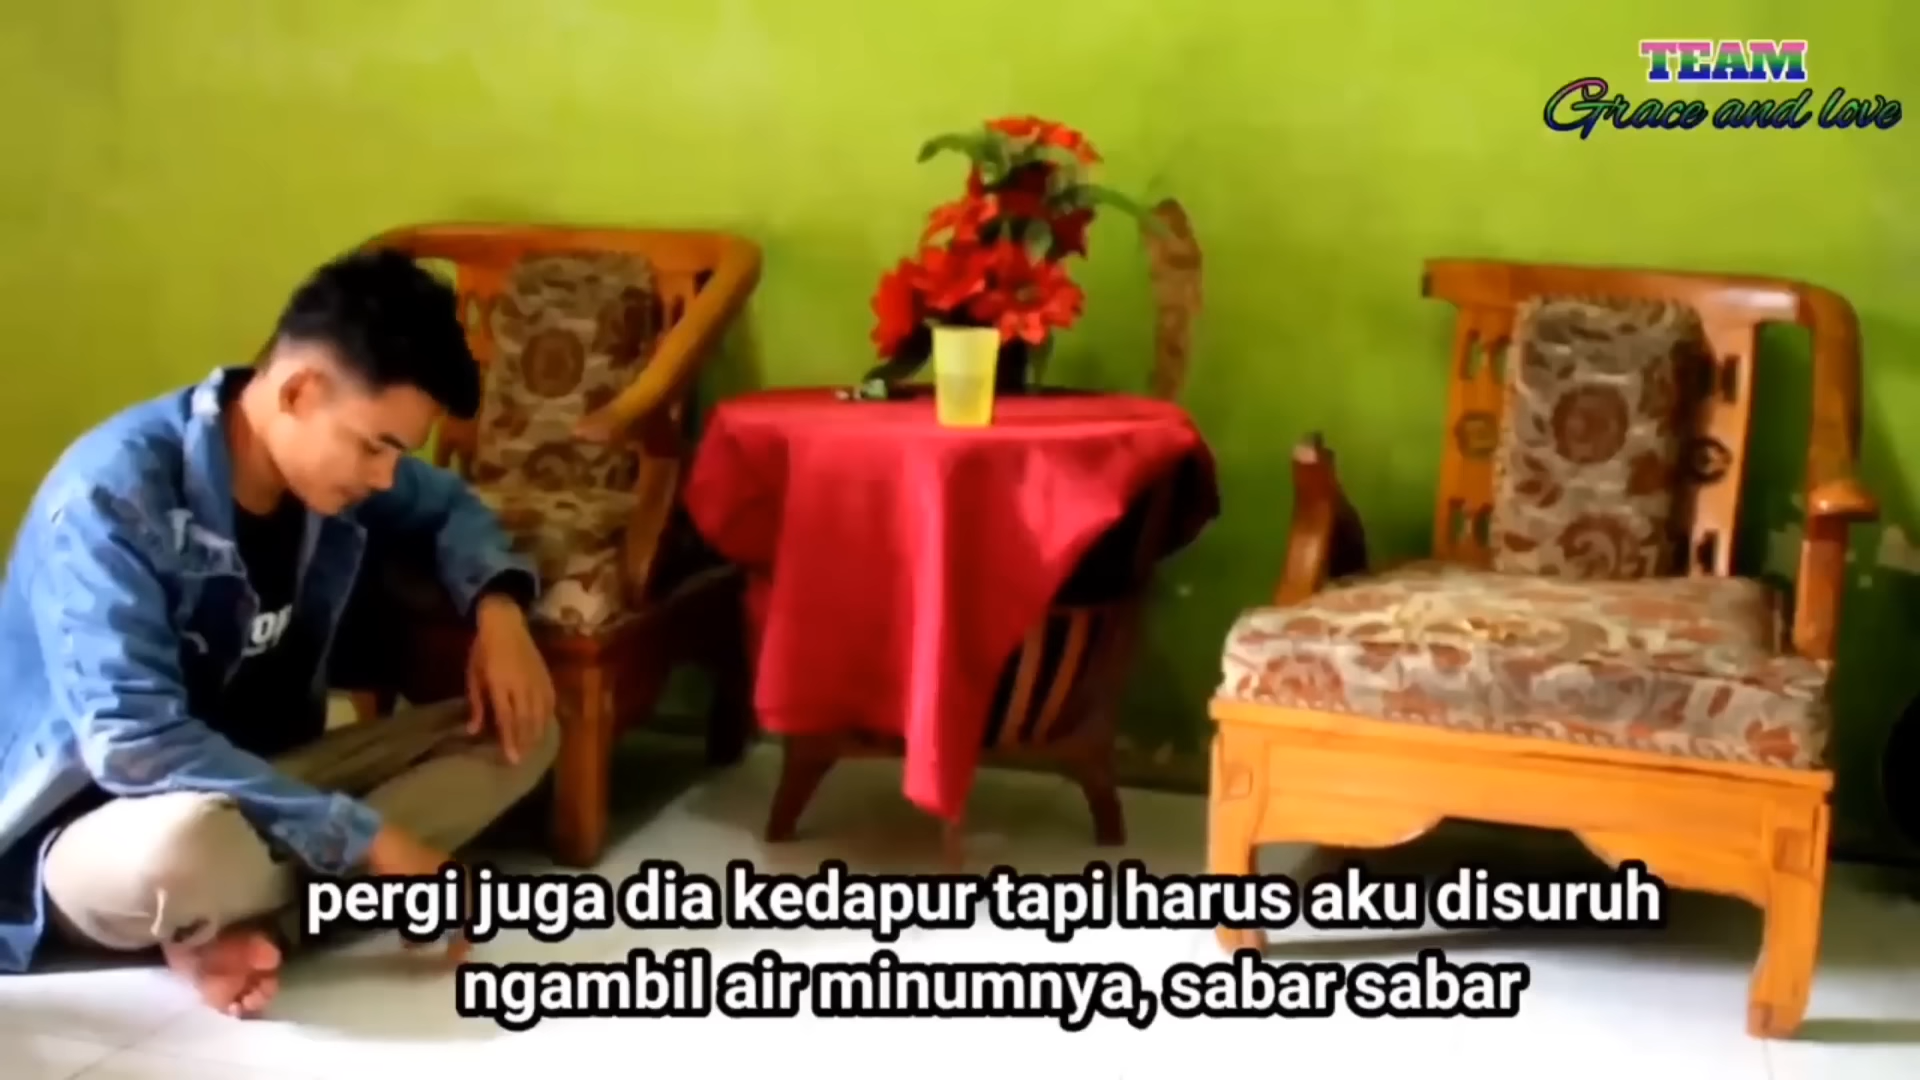 TEAM
Grace and love
pergi juga dia kedapur tapi harus aku disuruh
ngambil air minumnya, sabar sabar